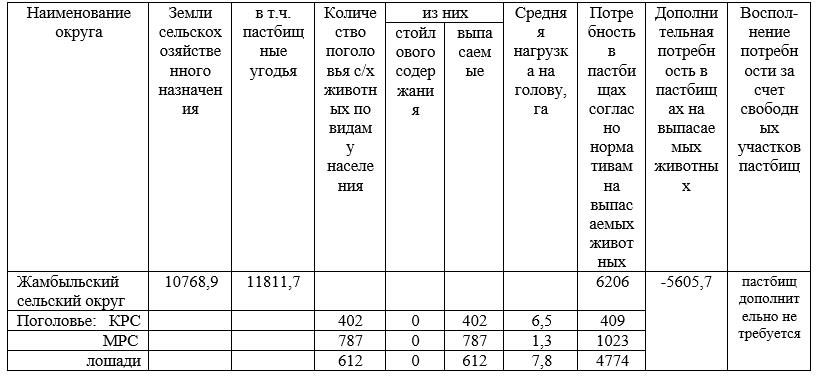 Наименование
округа
Земли
сельскох
озяйстве
нного
назначен
ия
в т.ч.
пастбищ
ные
угодья
Количе
ство
поголо
вья с/х
животн
ых по
видам
у
населе
ния
из них
стойл
ового
содер
жани
я
выпа
саем
ые
Средня
я
нагрузк
а на
голову,
га
Потре
бность
в
пастби
щах
соглас
но
норма
тивам
на
выпас
аемых
живот
ных
Дополни
тельная
потребн
ость в
пастбищ
ах на
выпасае
мых
животны
х
Воспол-
нение
потребн
ости за
счет
свободн
ых
участков
пастбищ
Жамбыльский
сельский округ
10768,9
11811,7
6206
-5605,7
пастбищ
дополнит
ельно не
требуется
Поголовье: КРС 402 0 402 6,5 409
МРС 787 0 787 1,3 1023
лошади 612 0 612 7,8 4774